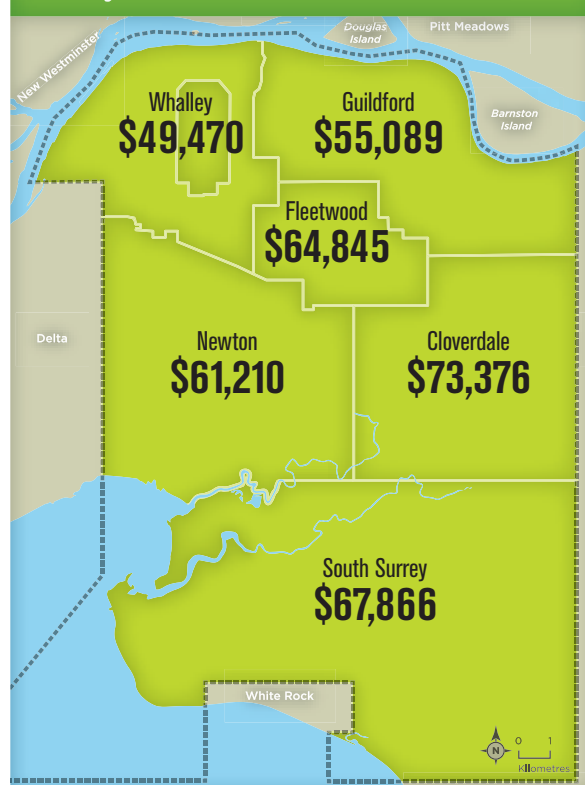 New Westminster
Douglas
Island
Pitt Meadows
Barnston
Island
Whalley
$49,470
Guildford
$55,089
Fleetwood
$64,845
Delta
Newton
$61,210
Cloverdale
$73,376
South Surrey
$67,866
White Rock
N
0 1
Kilometres